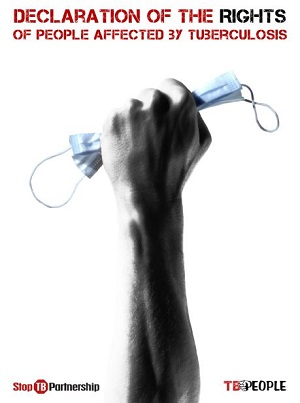 DECLARATION OF THE RIGHTS
OF PEOPLE AFFECTED BY TUBERCULOSIS
Stop TB Partnership
TB PEOPLE